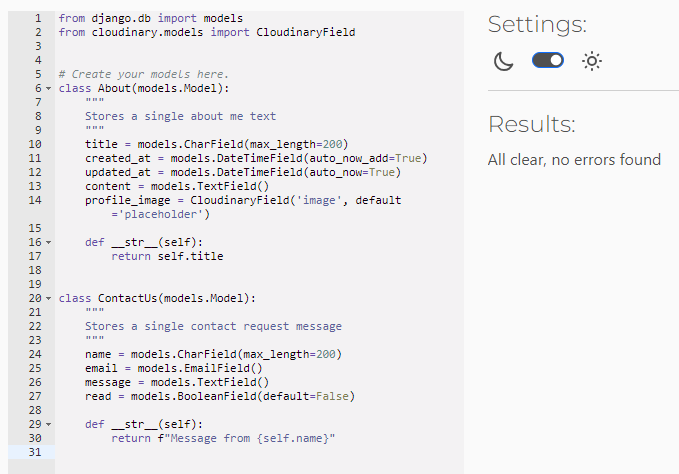 1 from django.db import models
2 from cloudinary.models import CloudinaryField
3
4
5 # Create your models here.
6 class About(models.Model):
7     """
8     Stores a single about me text
9     """
10     title = models.CharField(max_length=200)
11     created_at = models.DateTimeField(auto_now_add=True)
12     updated_at = models.DateTimeField(auto_now=True)
13     content = models.TextField()
14     profile_image = CloudinaryField('image', default
        ='placeholder')
15
16     def __str__(self):
17         return self.title
18
19
20 class ContactUs(models.Model):
21     """
22     Stores a single contact request message
23     """
24     name = models.CharField(max_length=200)
25     email = models.EmailField()
26     message = models.TextField()
27     read = models.BooleanField(default=False)
28
29     def __str__(self):
30         return f"Message from {self.name}"
31
Settings:
Results:
All clear, no errors found